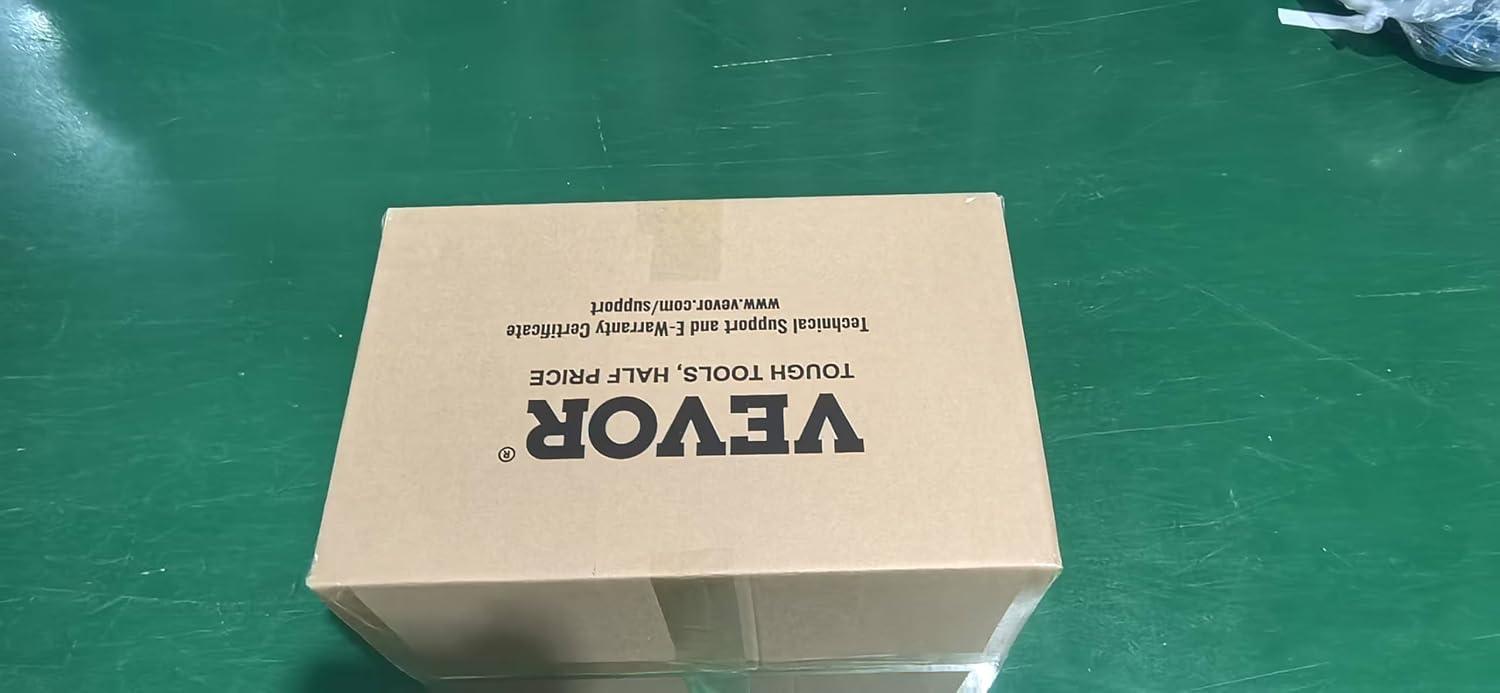 VEVOR®
TOUGH TOOLS, HALF PRICE
Technical Support and E-Warranty Certificate
www.vevor.com/support